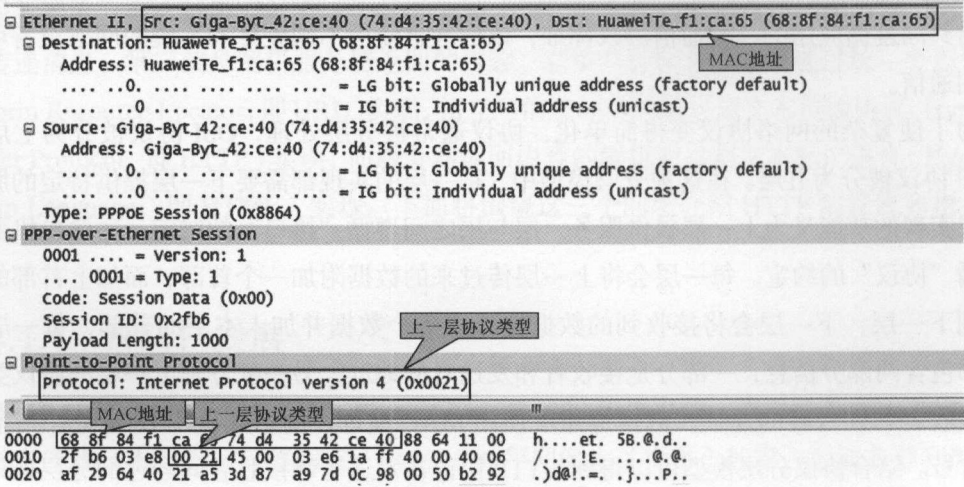 Ethernet II, Src: Giga-Byt_42:ce:40 (74:d4:35:42:ce:40), Dst: HuaweiTe_f1:ca:65 (68:8f:84:f1:ca:65)
Destination: HuaweiTe_f1:ca:65 (68:8f:84:f1:ca:65)
MAC地址
Address: HuaweiTe_f1:ca:65 (68:8f:84:f1:ca:65)
.... ..0. .... .... .... .... = LG bit: Globally unique address (factory default)
.... ...0 .... .... .... .... = IG bit: Individual address (unicast)
Source: Giga-Byt_42:ce:40 (74:d4:35:42:ce:40)
Address: Giga-Byt_42:ce:40 (74:d4:35:42:ce:40)
.... ..0. .... .... .... .... = LG bit: Globally unique address (factory default)
.... ...0 .... .... .... .... = IG bit: Individual address (unicast)
Type: PPPoE Session (0x8864)
PPP-over-Ethernet Session
0001 .... = Version: 1
.... 0001 = Type: 1
Code: Session Data (0x00)
Session ID: 0x2fb6
上一层协议类型
Payload Length: 1000
Point-to-Point Protocol
Protocol: Internet Protocol version 4 (0x0021)
MAC地址 上一层协议类型
0000 68 8f 84 f1 ca 74 d4 35 42 ce 40 88 64 11 00 h....et. 5B.@.d..
0010 2f b6 03 e8 00 21 45 00 03 e6 1a ff 40 00 40 06 /....!E. ....@.@.
0020 af 29 64 40 21 a5 3d 87 a9 7d 0c 98 00 50 b2 92 .)d@!.=. .}...P..